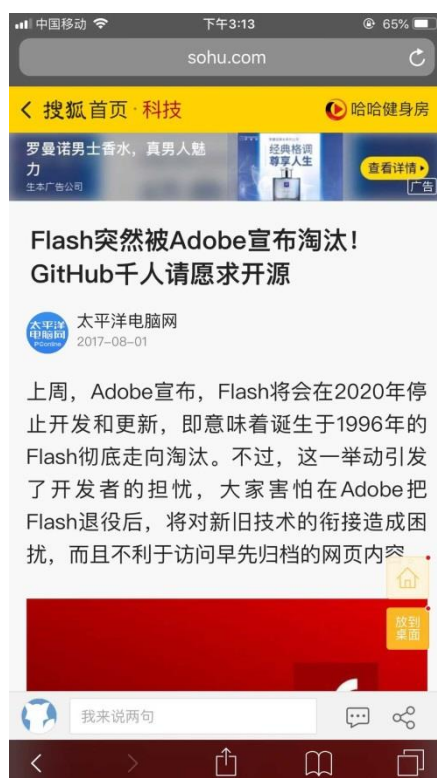 中国移动 下午3:13 65%
sohu.com
搜狐首页·科技 哈哈健身房
罗曼诺男士香水，真男人魅
力
生本广告公司
经典格调
尊享人生
查看详情
广告
Flash突然被Adobe宣布淘汰！
GitHub千人请愿求开源
太平洋
电脑网
PConline
太平洋电脑网
2017-08-01
上周，Adobe宣布，Flash将会在2020年停
止开发和更新，即意味着诞生于1996年的
Flash彻底走向淘汰。不过，这一举动引发
了开发者的担忧，大家害怕在Adobe把
Flash退役后，将对新旧技术的衔接造成困
扰，而且不利于访问早先归档的网页内容
放到
桌面
我来说两句